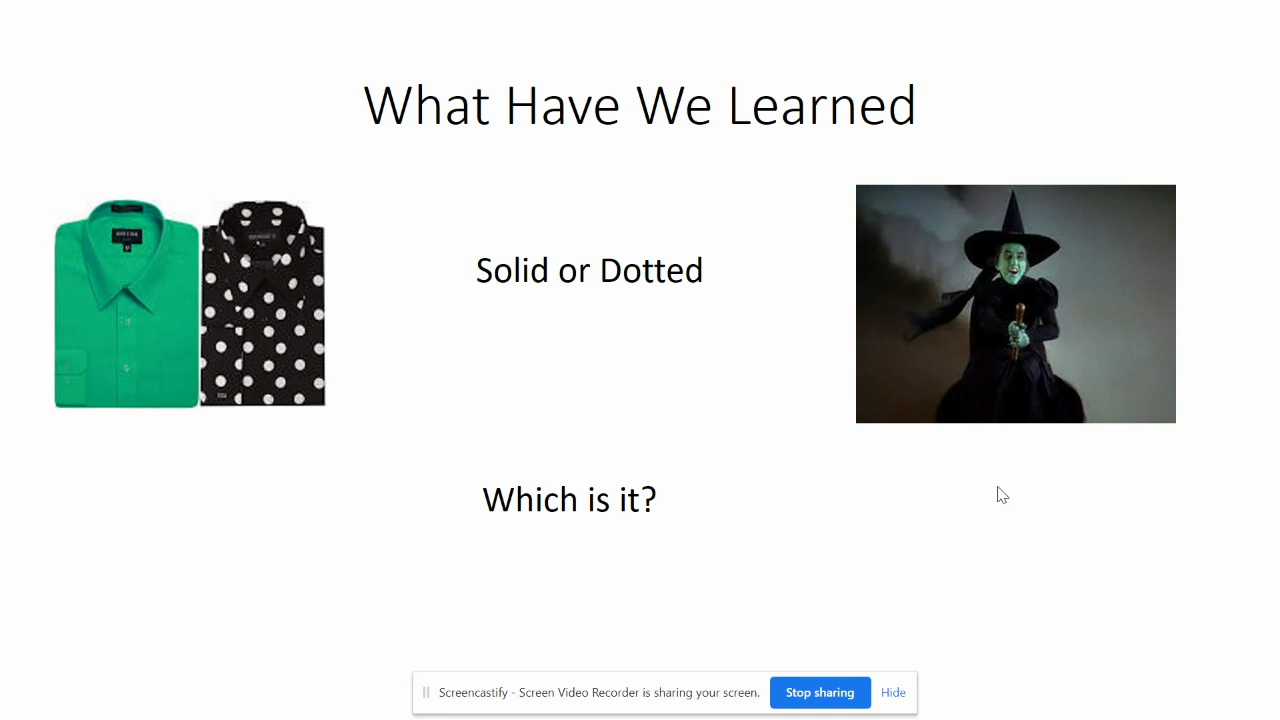 What Have We Learned
Solid or Dotted
Which is it?
Screencastify - Screen Video Recorder is sharing your screen.
Stop sharing
Hide